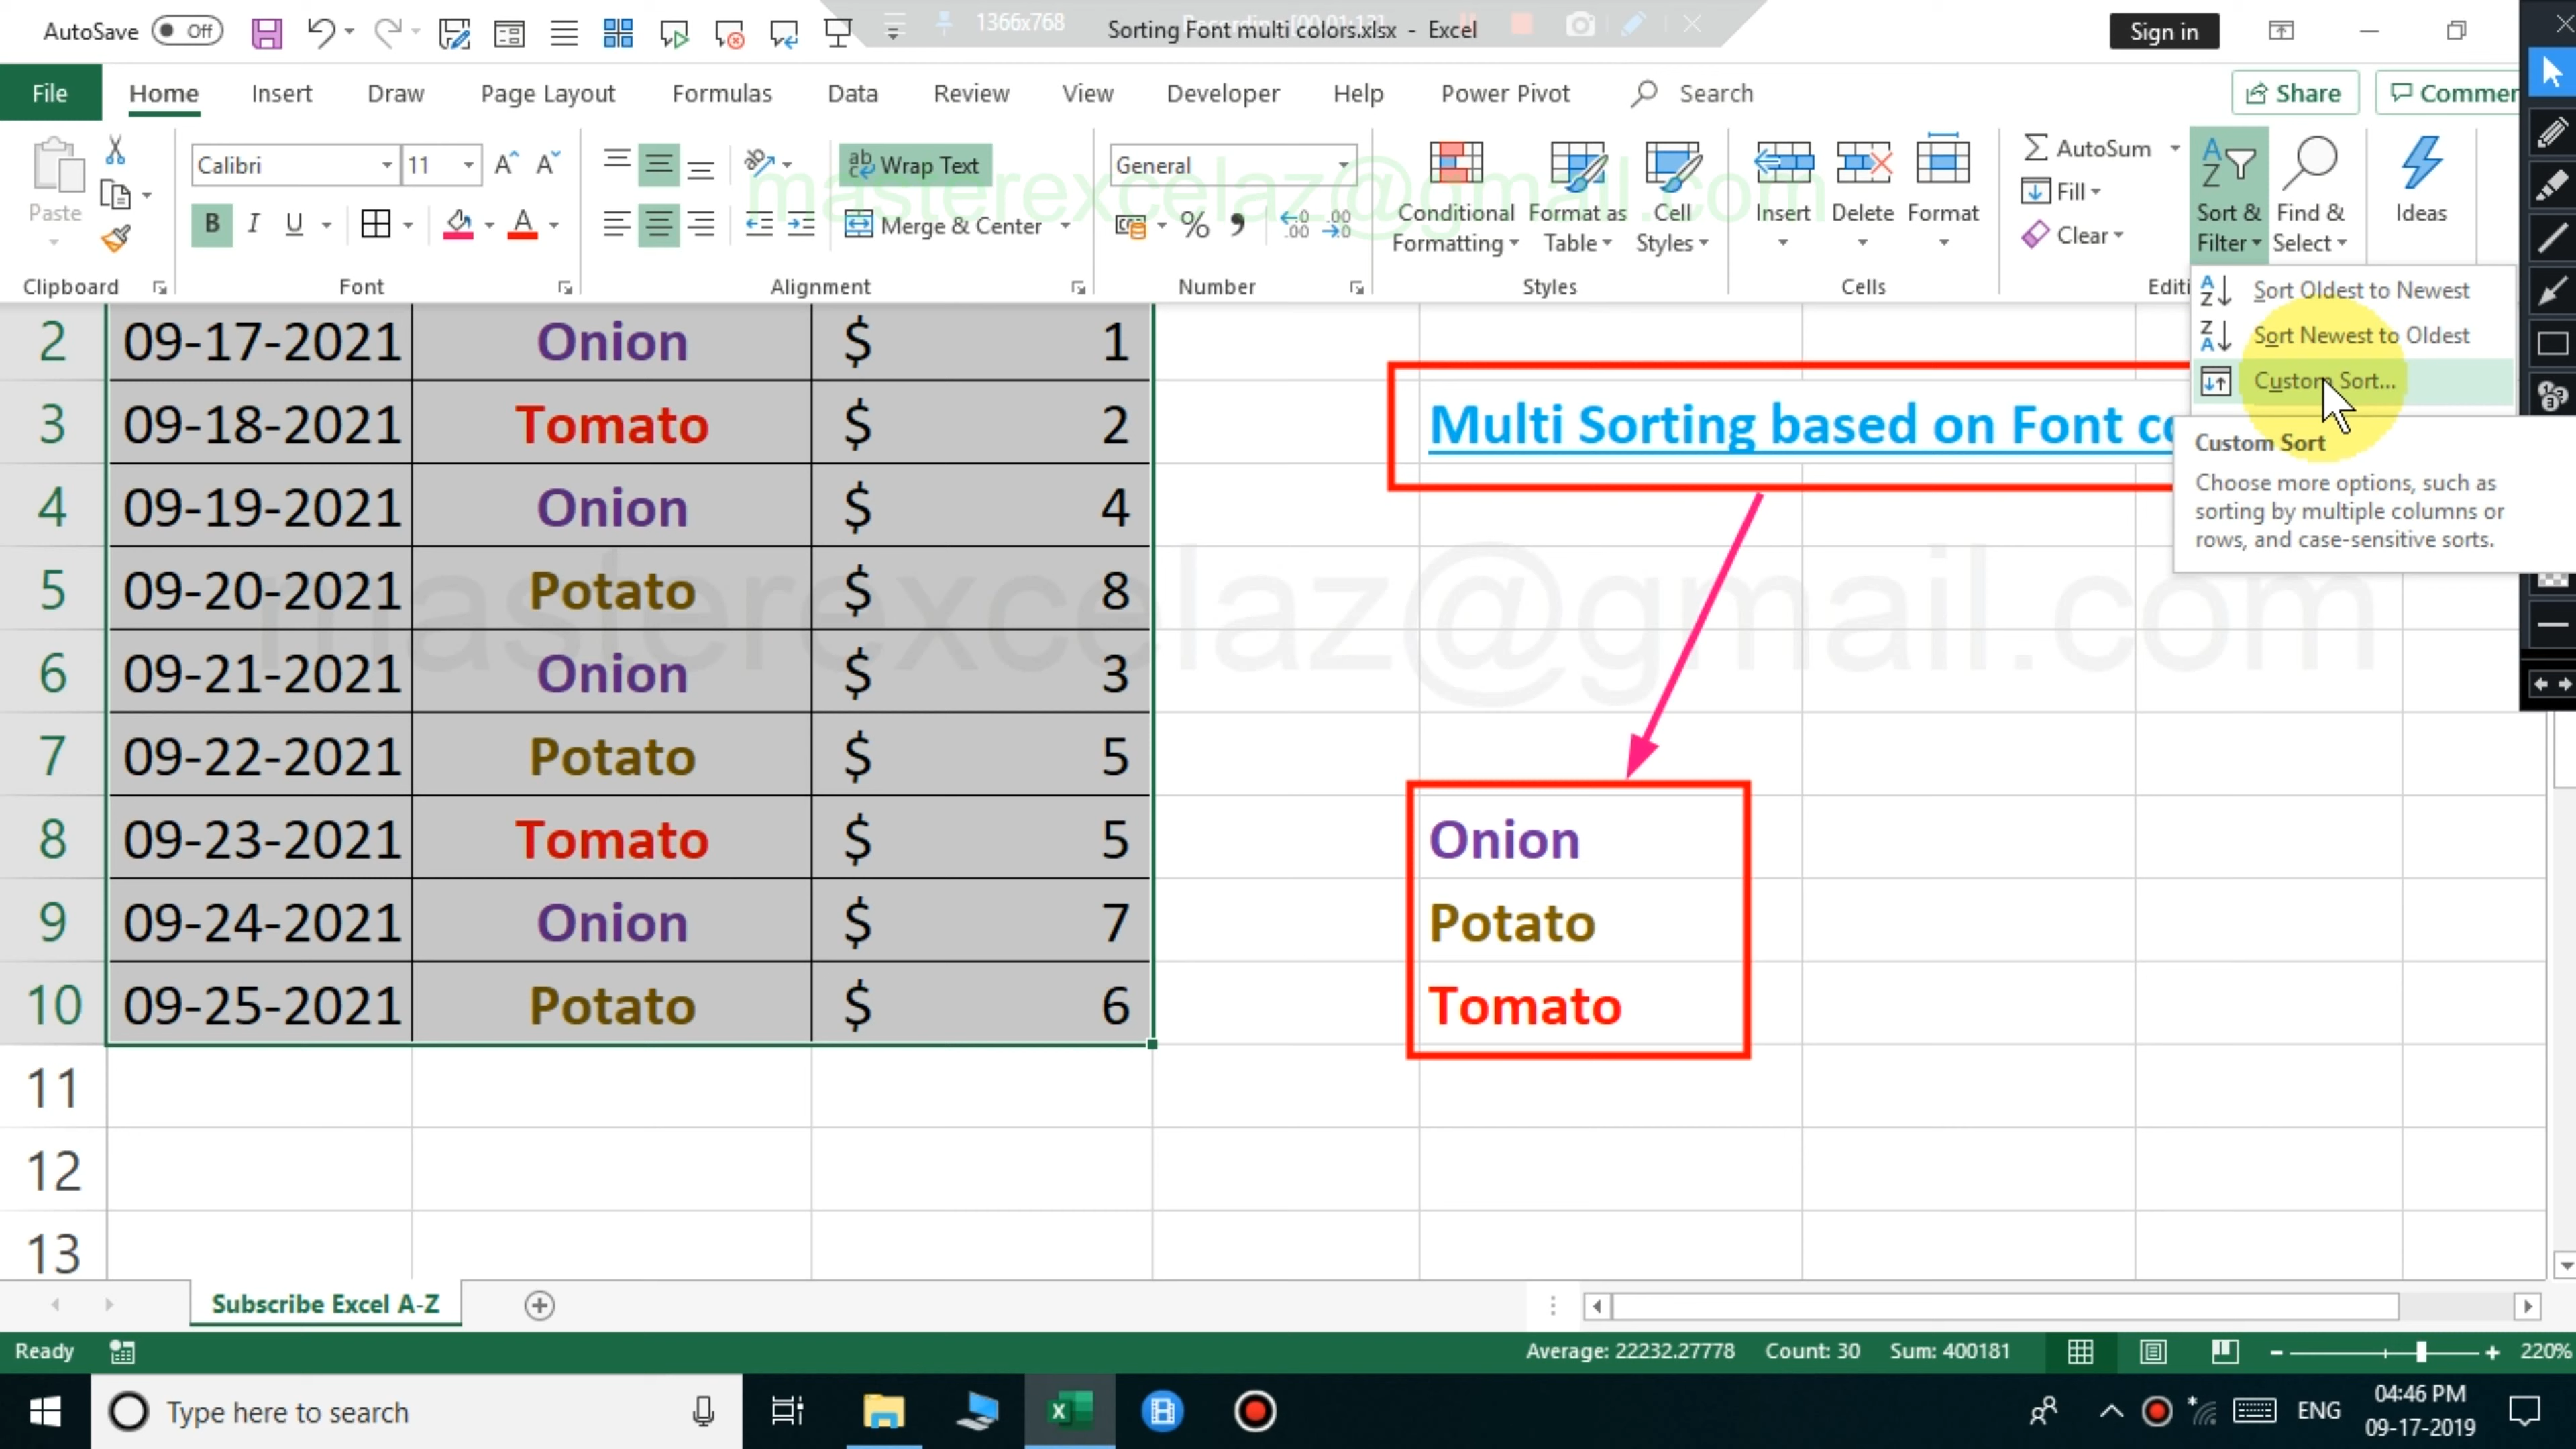 AutoSave Off
1366x768
Sorting Font multi colors.xlsx - Excel
Sign in
File Home Insert Draw Page Layout Formulas Data Review View Developer Help Power Pivot Search
Share Commen
Paste
Calibri 11
Wrap Text
General
AutoSum
Fill
Clear
B I U A
Merge & Center
% ,
Conditional Formatting
Format as Table
Cell Styles
Insert Delete Format
Sort & Filter
Find & Select
Ideas
Clipboard Font Alignment Number Styles Cells Editi
masterexcelaz@gmail.com
Sort Oldest to Newest
Sort Newest to Oldest
Custom Sort...
Custom Sort
Choose more options, such as
sorting by multiple columns or
rows, and case-sensitive sorts.
2 09-17-2021 Onion $ 1
3 09-18-2021 Tomato $ 2
Multi Sorting based on Font co
4 09-19-2021 Onion $ 4
5 09-20-2021 Potato $ 8
masterexcelaz@gmail.com
6 09-21-2021 Onion $ 3
7 09-22-2021 Potato $ 5
8 09-23-2021 Tomato $ 5
Onion
9 09-24-2021 Onion $ 7
Potato
10 09-25-2021 Potato $ 6
Tomato
11
12
13
Subscribe Excel A-Z
Ready
Average: 22232.27778 Count: 30 Sum: 400181
220%
Type here to search
ENG
04:46 PM
09-17-2019